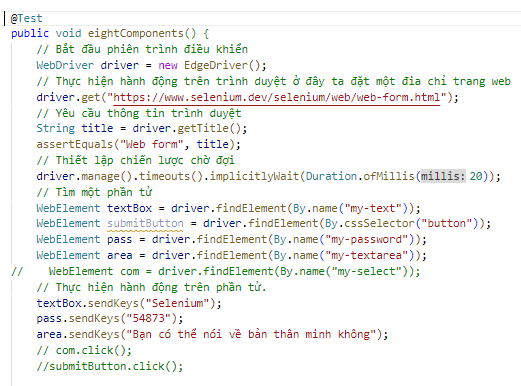 @Test
public void eightComponents() {
// Bắt đầu phiên trình điều khiển
WebDriver driver = new EdgeDriver();
// Thực hiện hành động trên trình duyệt ở đây ta đặt một đia chỉ trang web
driver.get("https://www.selenium.dev/selenium/web/web-form.html");
// Yêu cầu thông tin trình duyệt
String title = driver.getTitle();
assertEquals("Web form", title);
// Thiết lập chiến lược chờ đợi
driver.manage().timeouts().implicitlyWait(Duration.ofMillis(millis: 20));
// Tìm một phần tử
WebElement textBox = driver.findElement(By.name("my-text"));
WebElement submitButton = driver.findElement(By.cssSelector("button"));
WebElement pass = driver.findElement(By.name("my-password"));
WebElement area = driver.findElement(By.name("my-textarea"));
// WebElement com = driver.findElement(By.name("my-select"));
// Thực hiện hành động trên phần tử.
textBox.sendKeys("Selenium");
pass.sendKeys("54873");
area.sendKeys("Bạn có thể nói về bản thân minh không");
// com.click();
//submitButton.click();